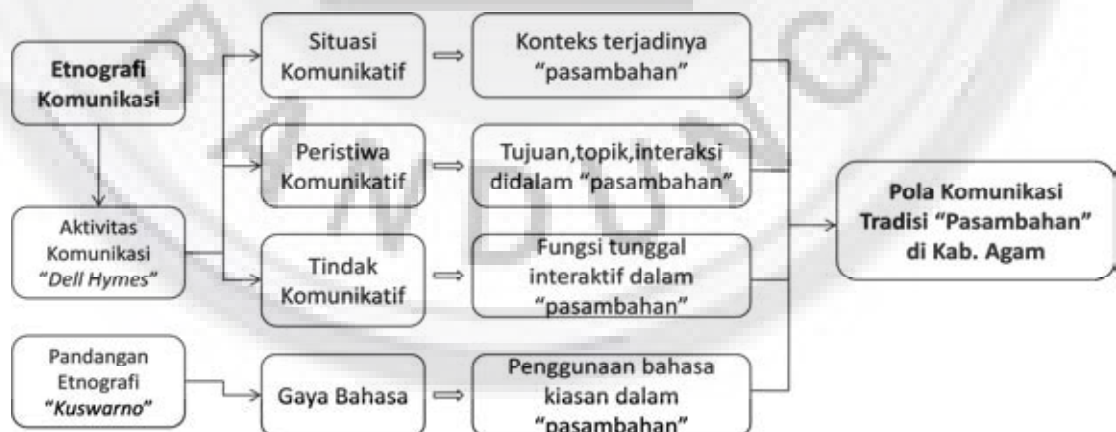 Etnografi
Komunikasi
Situasi
Komunikatif
Konteks terjadinya
“pasambahan”
Peristiwa
Komunikatif
Tujuan,topik,interaksi
didalam “pasambahan”
Aktivitas
Komunikasi
“Dell Hymes”
Tindak
Komunikatif
Fungsi tunggal
interaktif dalam
“pasambahan”
Pandangan
Etnografi
“Kuswarno”
Gaya Bahasa
Penggunaan bahasa
kiasan dalam
“pasambahan”
Pola Komunikasi
Tradisi “Pasambahan”
di Kab. Agam
BANDUNG